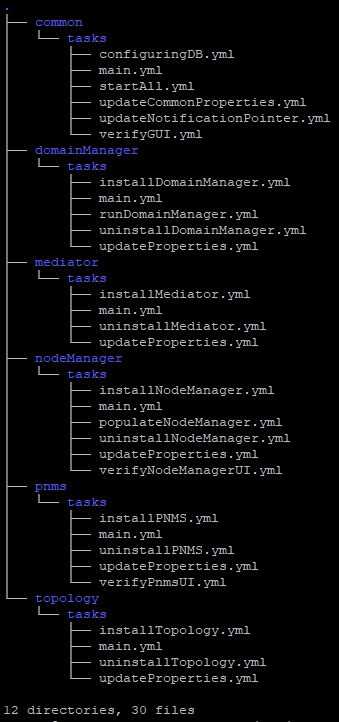 .
├── common
│   └── tasks
│       ├── configuringDB.yml
│       ├── main.yml
│       ├── startAll.yml
│       ├── updateCommonProperties.yml
│       ├── updateNotificationPointer.yml
│       └── verifyGUI.yml
├── domainManager
│   └── tasks
│       ├── installDomainManager.yml
│       ├── main.yml
│       ├── runDomainManager.yml
│       ├── uninstallDomainManager.yml
│       └── updateProperties.yml
├── mediator
│   └── tasks
│       ├── installMediator.yml
│       ├── main.yml
│       ├── uninstallMediator.yml
│       └── updateProperties.yml
├── nodeManager
│   └── tasks
│       ├── installNodeManager.yml
│       ├── main.yml
│       ├── populateNodeManager.yml
│       ├── uninstallNodeManager.yml
│       ├── updateProperties.yml
│       └── verifyNodeManagerUI.yml
├── pnms
│   └── tasks
│       ├── installPNMS.yml
│       ├── main.yml
│       ├── uninstallPNMS.yml
│       ├── updateProperties.yml
│       └── verifyPnmsUI.yml
└── topology
    └── tasks
        ├── installTopology.yml
        ├── main.yml
        ├── uninstallTopology.yml
        └── updateProperties.yml
12 directories, 30 files